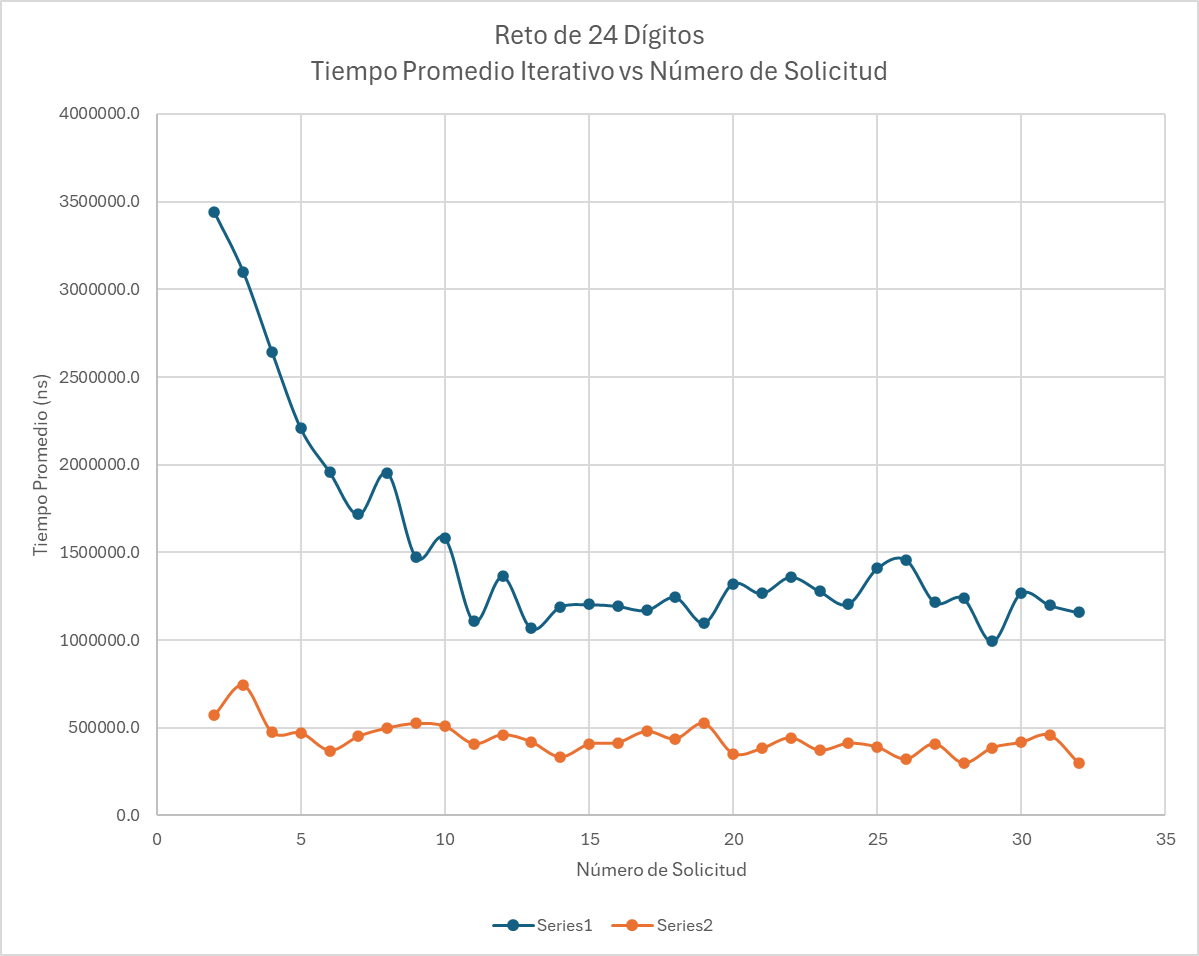 Reto de 24 Dígitos
Tiempo Promedio Iterativo vs Número de Solicitud
4000000.0
3500000.0
3000000.0
2500000.0
2000000.0
1500000.0
1000000.0
500000.0
0.0
Tiempo Promedio (ns)
0 5 10 15 20 25 30 35
Número de Solicitud
Series1 Series2